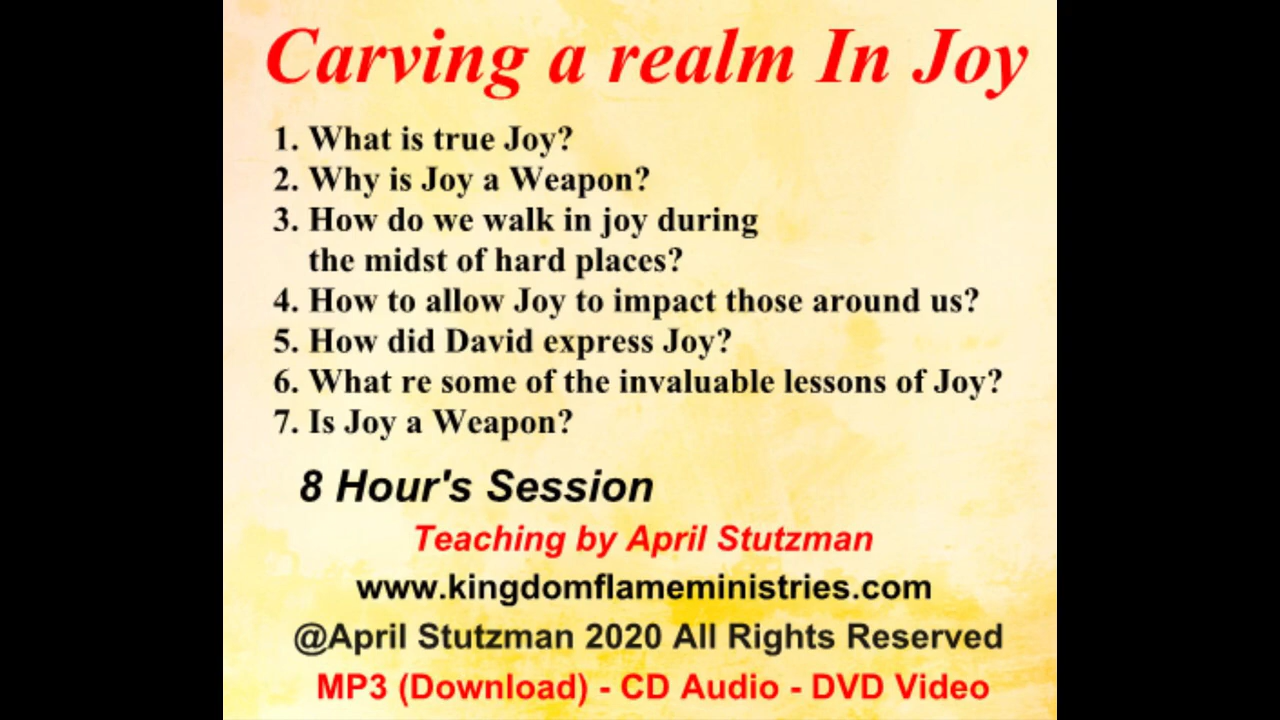 Carving a realm In Joy
1. What is true Joy?
2. Why is Joy a Weapon?
3. How do we walk in joy during
the midst of hard places?
4. How to allow Joy to impact those around us?
5. How did David express Joy?
6. What re some of the invaluable lessons of Joy?
7. Is Joy a Weapon?
8 Hour's Session
Teaching by April Stutzman
www.kingdomflameministries.com
@April Stutzman 2020 All Rights Reserved
MP3 (Download) - CD Audio - DVD Video